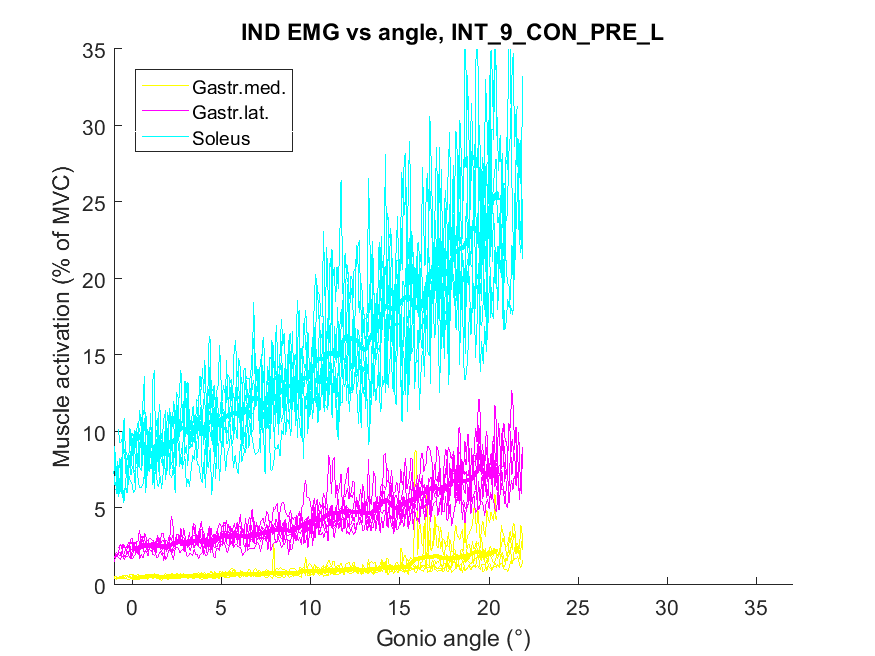 IND EMG vs angle, INT_9_CON_PRE_L
Gastr.med.
Gastr.lat.
Soleus
Muscle activation (% of MVC)
35
30
25
20
15
10
5
0
0 5 10 15 20 25 30 35
Gonio angle (°)